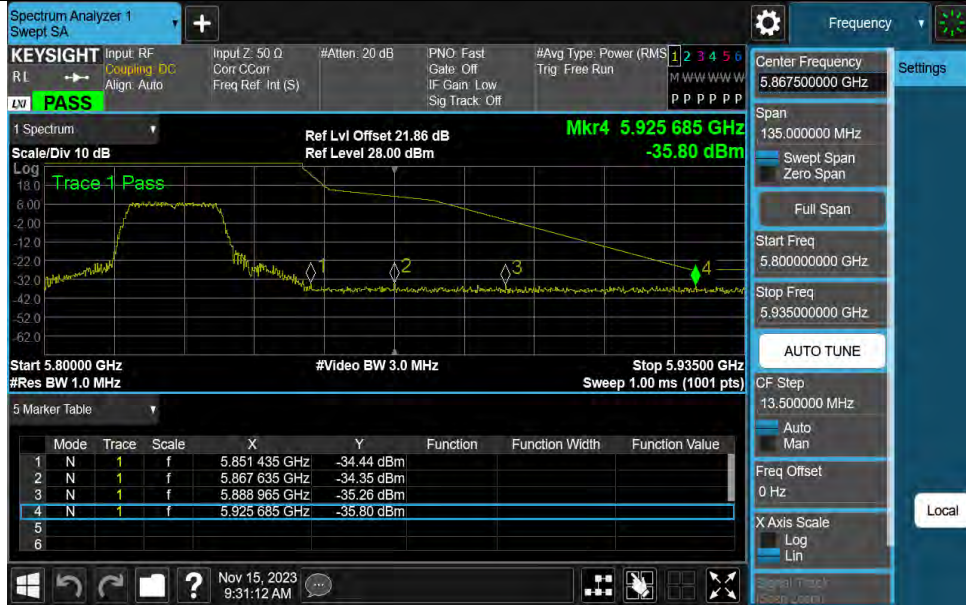 Spectrum Analyzer 1
Swept SA
+
Frequency
KEYSIGHT
RL
LXI
PASS
Input: RF
Coupling: DC
Align: Auto
Input Z: 50 Ω
Corr CCorr
Freq Ref: Int (S)
#Atten: 20 dB
PNO: Fast
Gate: Off
IF Gain: Low
Sig Track: Off
#Avg Type: Power (RMS
Trig: Free Run
1 2 3 4 5 6
M W W W W W
P P P P P P
1 Spectrum
Scale/Div 10 dB
Ref Lvl Offset 21.86 dB
Ref Level 28.00 dBm
Mkr4 5.925 685 GHz
-35.80 dBm
Log
Trace 1 Pass
18.0
8.00
-2.00
-12.0
-22.0
-32.0
-42.0
-52.0
-62.0
1
2
3
4
Start 5.80000 GHz
#Video BW 3.0 MHz
Stop 5.93500 GHz
#Res BW 1.0 MHz
Sweep 1.00 ms (1001 pts)
5 Marker Table
Mode Trace Scale X Y Function Function Width Function Value
1 N 1 f 5.851 435 GHz -34.44 dBm
2 N 1 f 5.867 635 GHz -34.35 dBm
3 N 1 f 5.888 965 GHz -35.26 dBm
4 N 1 f 5.925 685 GHz -35.80 dBm
5
6
?
Nov 15, 2023
9:31:12 AM
Center Frequency
5.867500000 GHz
Span
135.000000 MHz
Swept Span
Zero Span
Full Span
Start Freq
5.800000000 GHz
Stop Freq
5.935000000 GHz
AUTO TUNE
CF Step
13.500000 MHz
Auto
Man
Freq Offset
0 Hz
X Axis Scale
Log
Lin
Signal Track
(Span Zoom)
Settings
Local